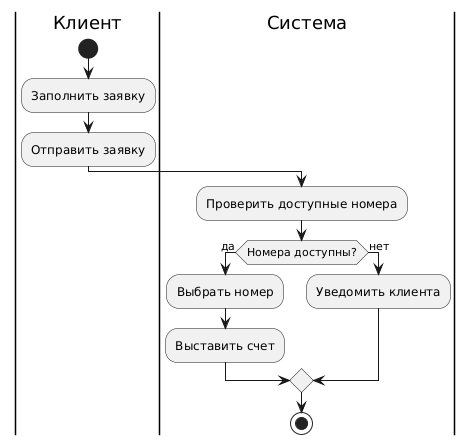 Клиент
Система
Заполнить заявку
Отправить заявку
Проверить доступные номера
да
Номера доступны?
нет
Выбрать номер
Уведомить клиента
Выставить счет